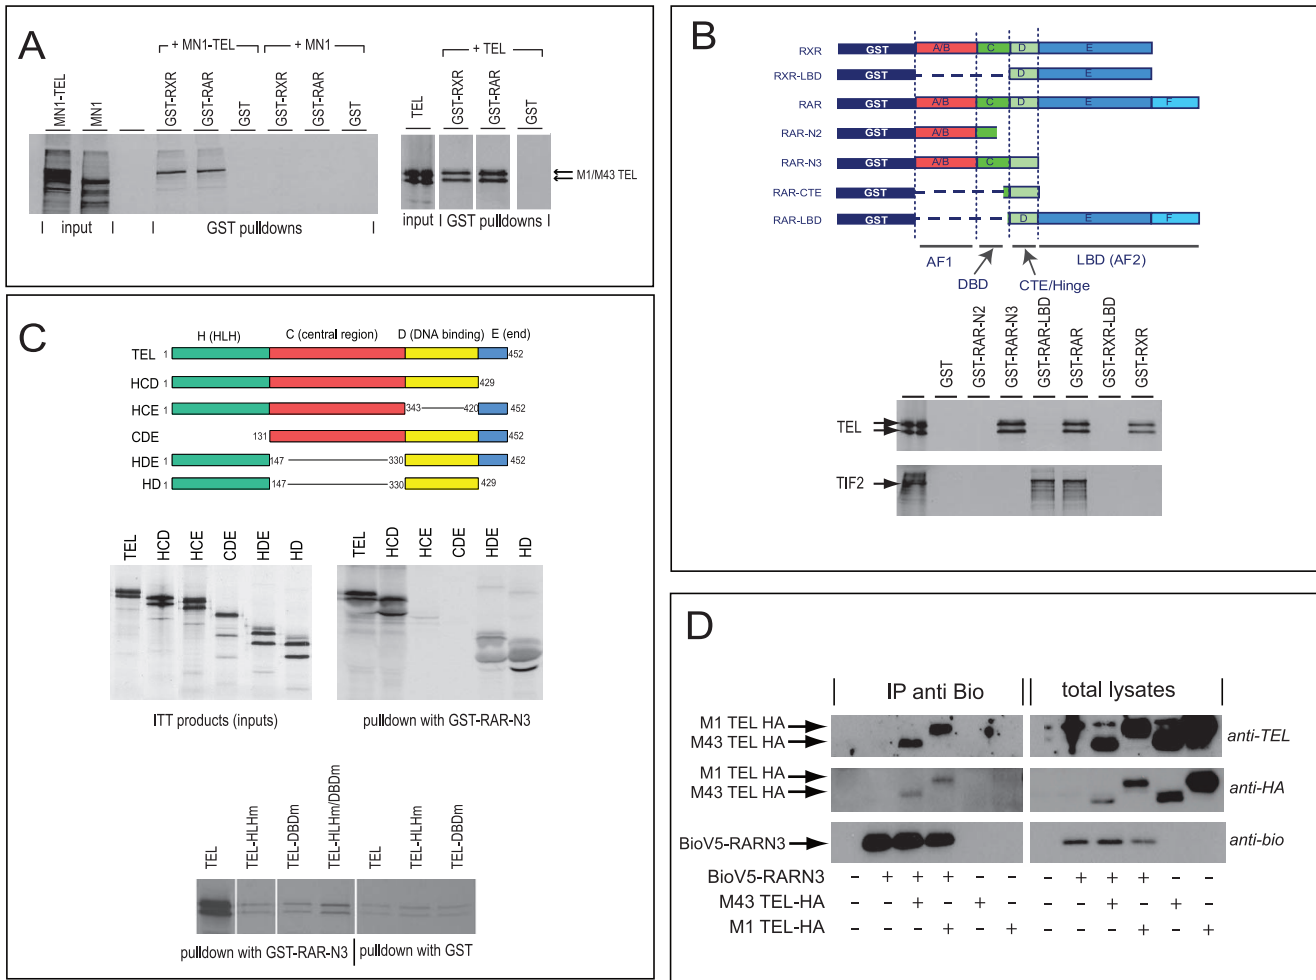 A
+ MN1-TEL
+ MN1
+ TEL
MN1-TEL
MN1
GST-RXR
GST-RAR
GST
GST-RXR
GST-RAR
GST
TEL
GST-RXR
GST-RAR
GST
M1/M43 TEL
input
GST pulldowns
input
GST pulldowns
B
RXR GST A/B C D E
RXR-LBD GST D E
RAR GST A/B C D E F
RAR-N2 GST A/B
RAR-N3 GST A/B C
RAR-CTE GST
RAR-LBD GST D E F
AF1
LBD (AF2)
DBD
CTE/Hinge
GST
GST-RAR-N2
GST-RAR-N3
GST-RAR-LBD
GST-RAR
GST-RXR-LBD
GST-RXR
TEL
TIF2
C
H (HLH) C (central region) D (DNA binding) E (end)
TEL 1 452
HCD 1 429
HCE 1 343 420 452
CDE 131 452
HDE 1 147 330 452
HD 1 147 330 429
TEL
HCD
HCE
CDE
HDE
HD
TEL
HCD
HCE
CDE
HDE
HD
ITT products (inputs)
pulldown with GST-RAR-N3
TEL
TEL-HLHm
TEL-DBDm
TEL-HLHm/DBDm
TEL
TEL-HLHm
TEL-DBDm
pulldown with GST-RAR-N3
pulldown with GST
D
IP anti Bio
total lysates
M1 TEL HA
M43 TEL HA
anti-TEL
M1 TEL HA
M43 TEL HA
anti-HA
BioV5-RARN3
anti-bio
BioV5-RARN3 - + + + - - - + + + - -
M43 TEL-HA - - + - + - - - + - + -
M1 TEL-HA - - - + - + - - - + - +